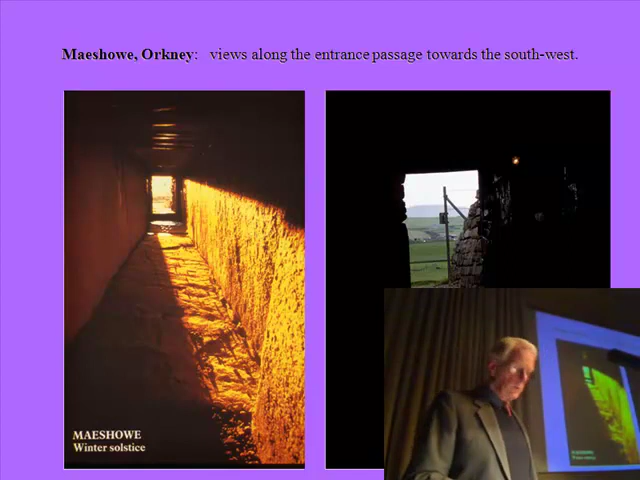 Maeshowe, Orkney: views along the entrance passage towards the south-west.
MAESHOWE
Winter solstice